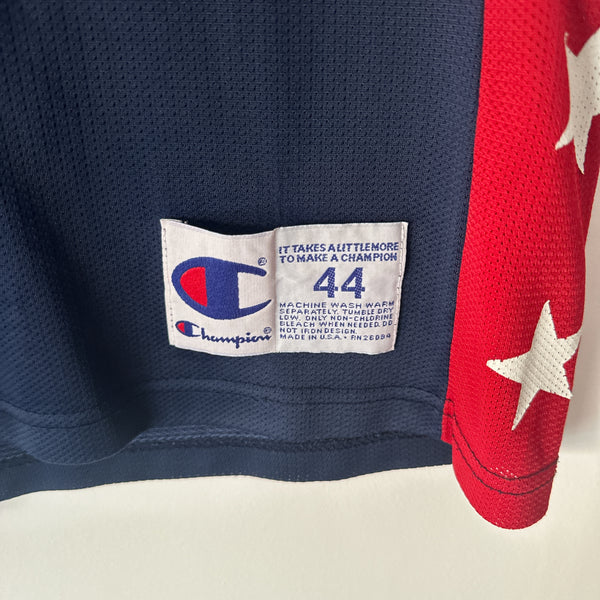 IT TAKES A LITTLE MORE
TO MAKE A CHAMPION ®
44
MACHINE WASH WARM
SEPARATELY. TUMBLE DRY
LOW. ONLY NON-CHLORINE
BLEACH WHEN NEEDED. DO
NOT IRON DESIGN.
MADE IN U.S.A. • RN26094
®
Champion ®